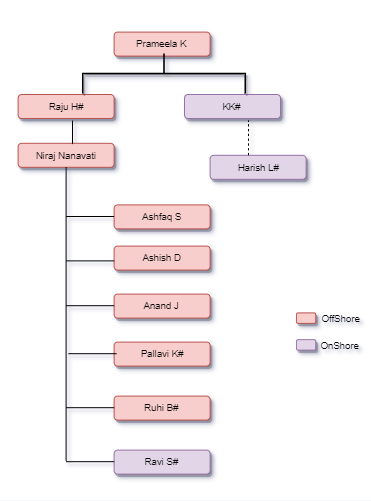 Prameela K
Raju H#
KK#
Niraj Nanavati
Harish L#
Ashfaq S
Ashish D
Anand J
Pallavi K#
Ruhi B#
Ravi S#
OffShore
OnShore